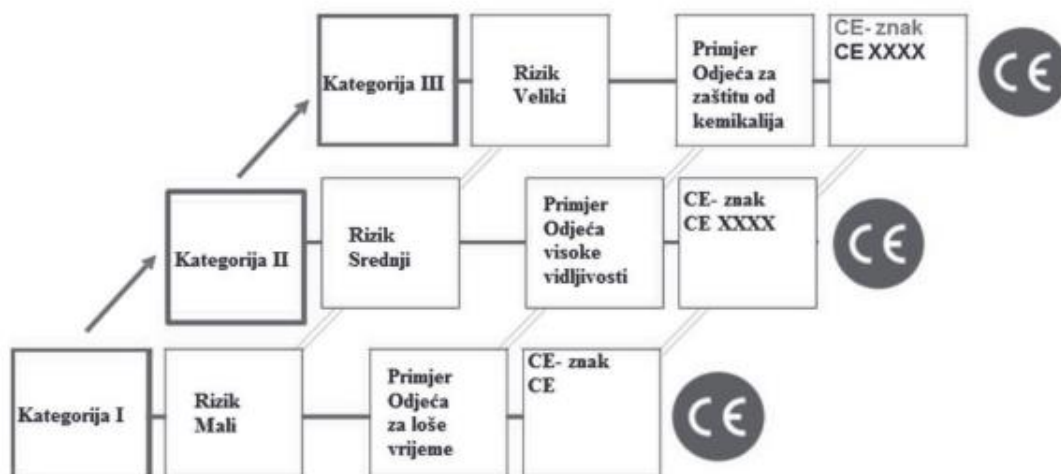 Kategorija III
Rizik
Veliki
Primjer
Odjeća za
zaštitu od
kemikalija
CE- znak
CE XXXX
CE
Kategorija II
Rizik
Srednji
Primjer
Odjeća
visoke
vidljivosti
CE- znak
CE XXXX
CE
Kategorija I
Rizik
Mali
Primjer
Odjeća
za loše
vrijeme
CE- znak
CE
CE